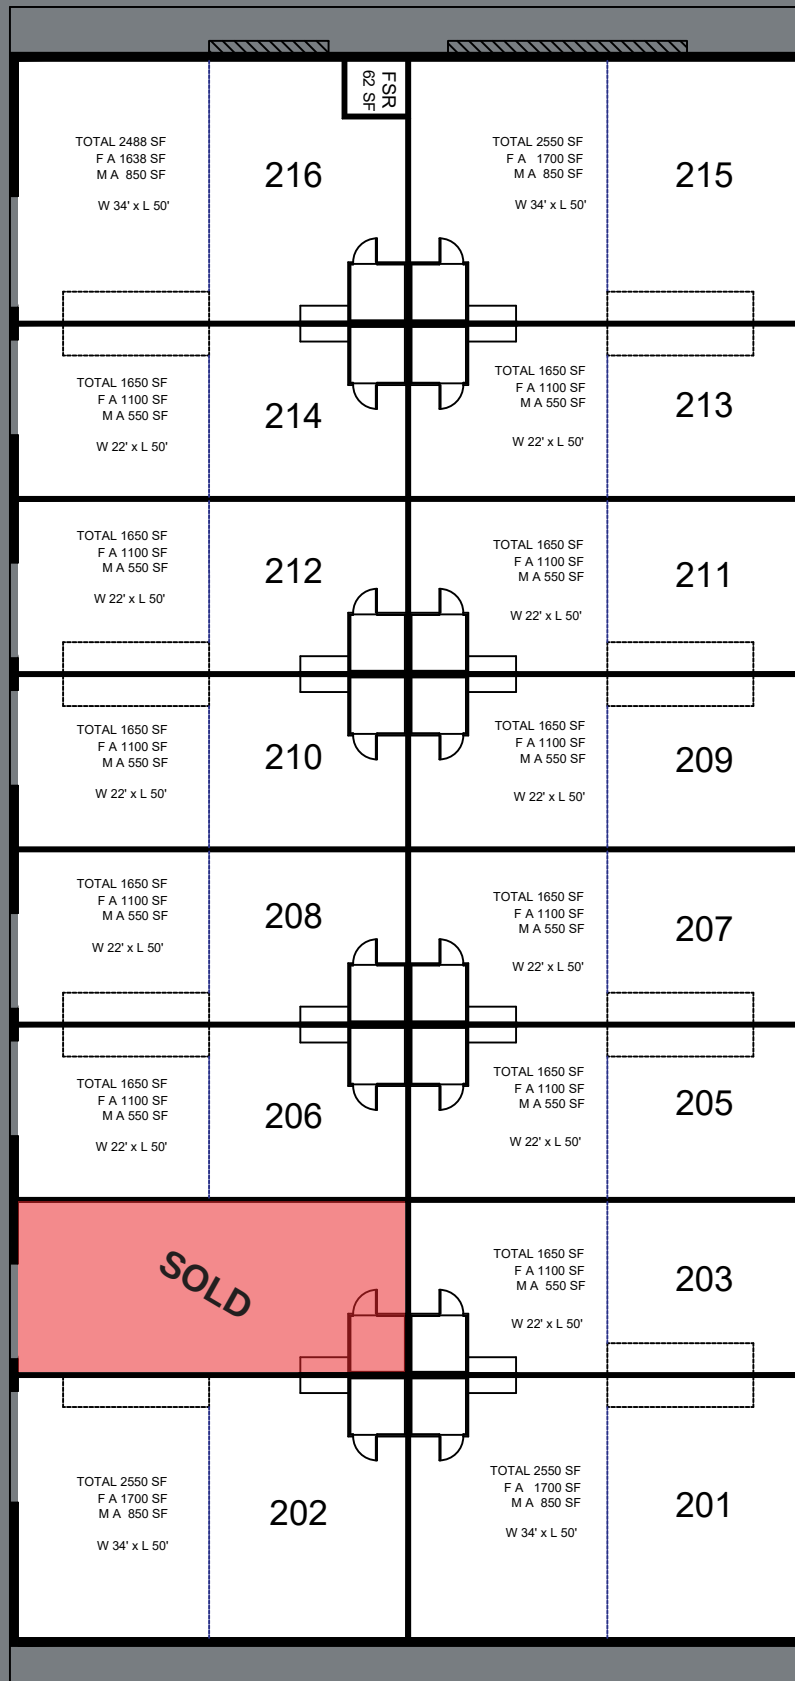 FSR
62 SF
TOTAL 2488 SF
F A 1638 SF
M A 850 SF
W 34' x L 50'
216
TOTAL 2550 SF
F A 1700 SF
M A 850 SF
W 34' x L 50'
215
TOTAL 1650 SF
F A 1100 SF
M A 550 SF
W 22' x L 50'
214
TOTAL 1650 SF
F A 1100 SF
M A 550 SF
W 22' x L 50'
213
TOTAL 1650 SF
F A 1100 SF
M A 550 SF
W 22' x L 50'
212
TOTAL 1650 SF
F A 1100 SF
M A 550 SF
W 22' x L 50'
211
TOTAL 1650 SF
F A 1100 SF
M A 550 SF
W 22' x L 50'
210
TOTAL 1650 SF
F A 1100 SF
M A 550 SF
W 22' x L 50'
209
TOTAL 1650 SF
F A 1100 SF
M A 550 SF
W 22' x L 50'
208
TOTAL 1650 SF
F A 1100 SF
M A 550 SF
W 22' x L 50'
207
TOTAL 1650 SF
F A 1100 SF
M A 550 SF
W 22' x L 50'
206
TOTAL 1650 SF
F A 1100 SF
M A 550 SF
W 22' x L 50'
205
SOLD
TOTAL 1650 SF
F A 1100 SF
M A 550 SF
W 22' x L 50'
203
TOTAL 2550 SF
F A 1700 SF
M A 850 SF
W 34' x L 50'
202
TOTAL 2550 SF
F A 1700 SF
M A 850 SF
W 34' x L 50'
201